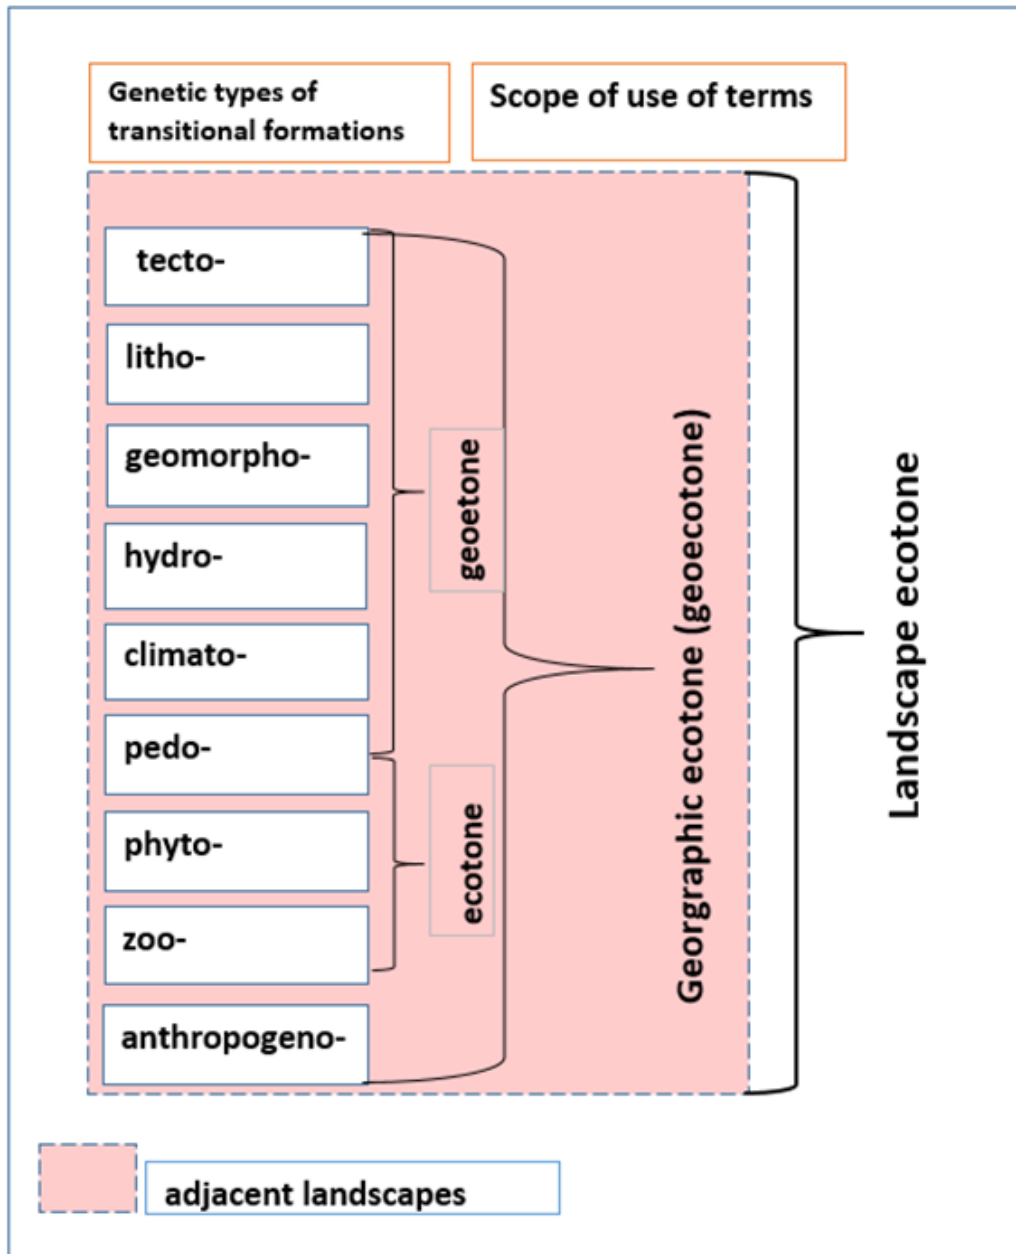 Genetic types of
transitional formations
Scope of use of terms
tecto-
litho-
geomorpho-
hydro-
climato-
pedo-
phyto-
zoo-
anthropogeno-
geoetone
ecotone
Georgraphic ecotone (geoecotone)
Landscape ecotone
adjacent landscapes